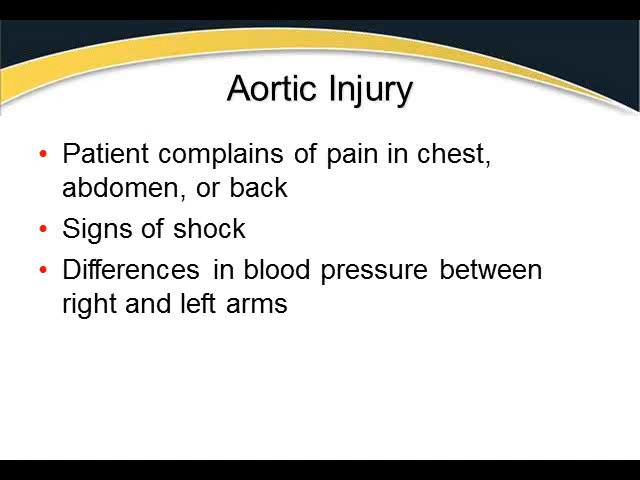 Aortic Injury
• Patient complains of pain in chest,
abdomen, or back
• Signs of shock
• Differences in blood pressure between
right and left arms